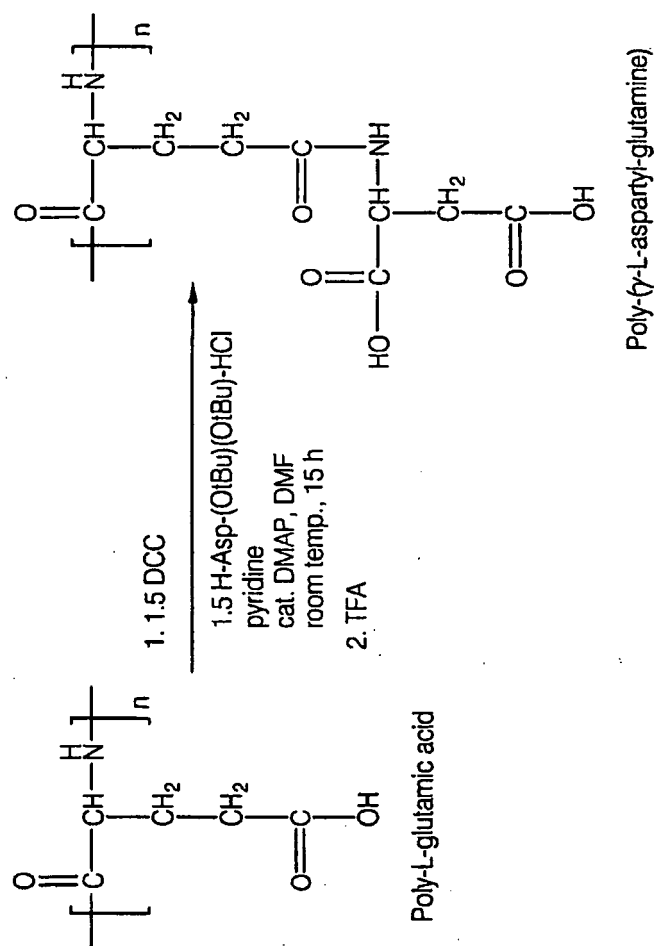 O
H
C CH N
n
CH2
CH2
C
O OH
Poly-L-glutamic acid
1. 1.5 DCC
1.5 H-Asp-(OtBu)(OtBu)-HCl
pyridine
cat. DMAP, DMF
room temp., 15 h
2. TFA
O
H
C CH N
n
CH2
CH2
C
O NH
O CH
C CH2
HO C
O OH
Poly-(γ-L-aspartyl-glutamine)